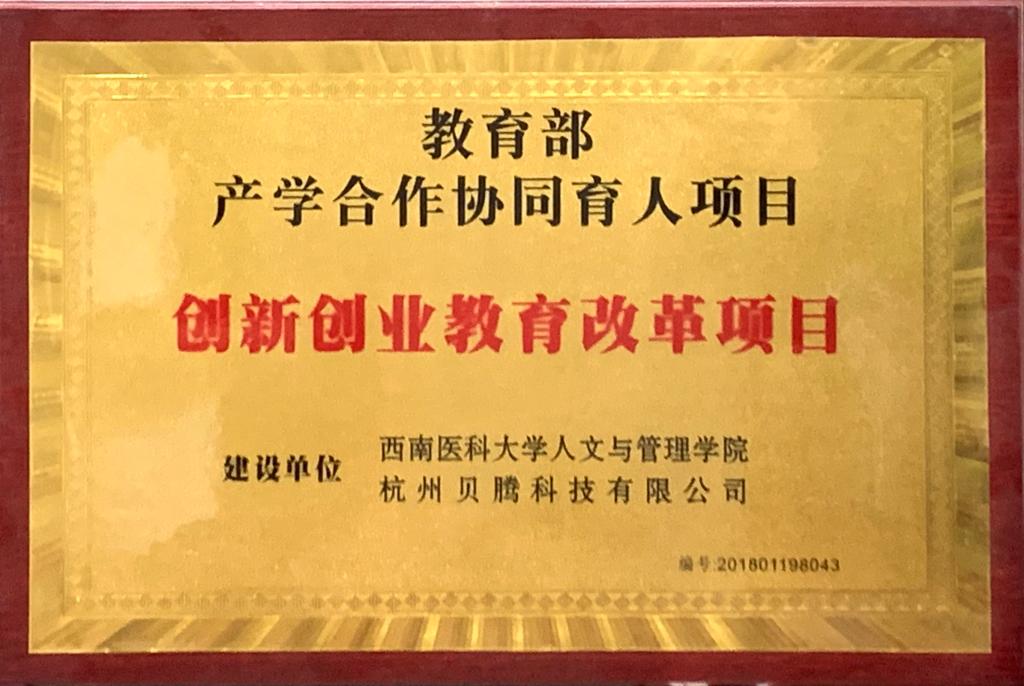 教育部
产学合作协同育人项目
创新创业教育改革项目
建设单位
西南医科大学人文与管理学院
杭州贝腾科技有限公司
编号:201801198043